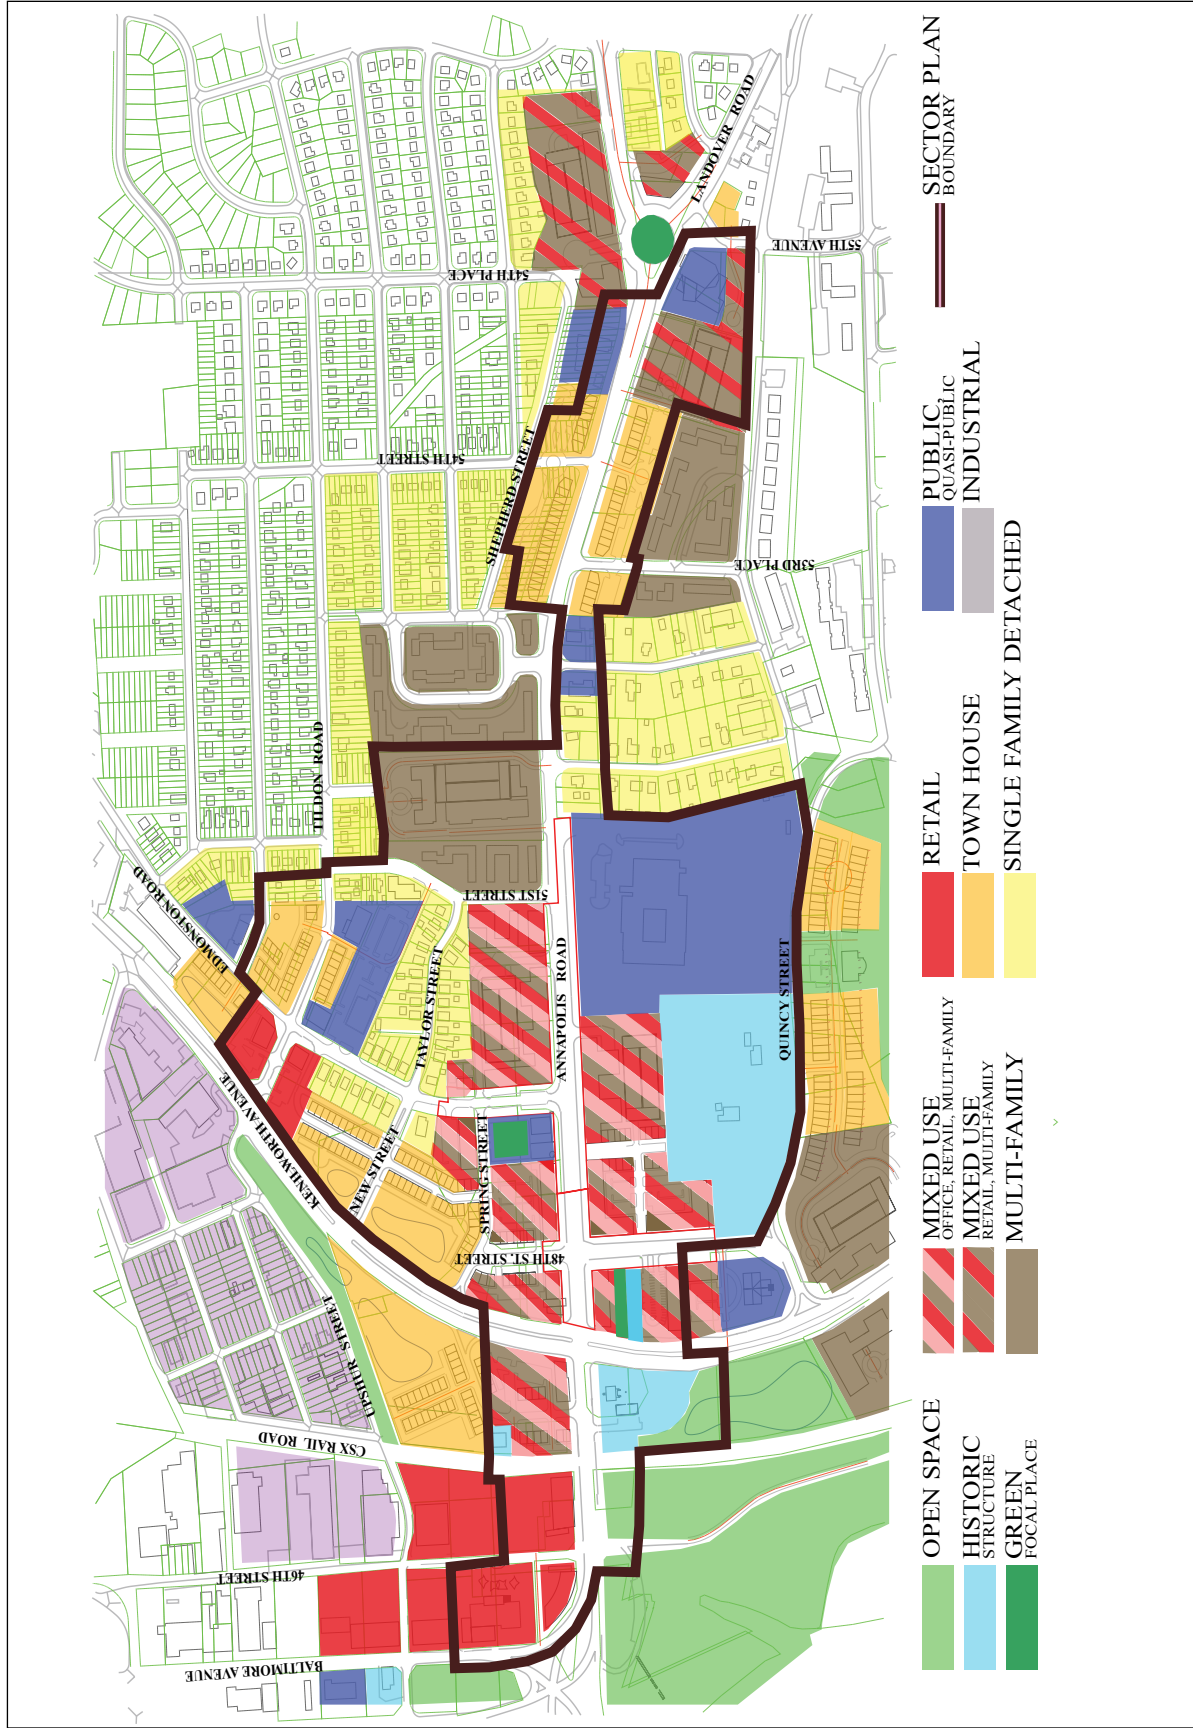 LANDOVER ROAD
55TH AVENUE
54TH PLACE
54TH STREET
SHEPHERD STREET
53RD PLACE
TILDON ROAD
EDMONSTON ROAD
51ST STREET
TAYLOR STREET
ANNAPOLIS ROAD
QUINCY STREET
KENILWORTH AVENUE
NEW STREET
SPRING STREET
48TH ST. STREET
UPSHUR STREET
CSX RAIL ROAD
46TH STREET
BALTIMORE AVENUE
OPEN SPACE
HISTORIC
STRUCTURE
GREEN
FOCAL PLACE
MIXED USE
OFFICE, RETAIL, MULTI-FAMILY
MIXED USE
RETAIL, MULTI-FAMILY
MULTI-FAMILY
RETAIL
TOWN HOUSE
SINGLE FAMILY DETACHED
PUBLIC
QUASI-PUBLIC
INDUSTRIAL
SECTOR PLAN
BOUNDARY